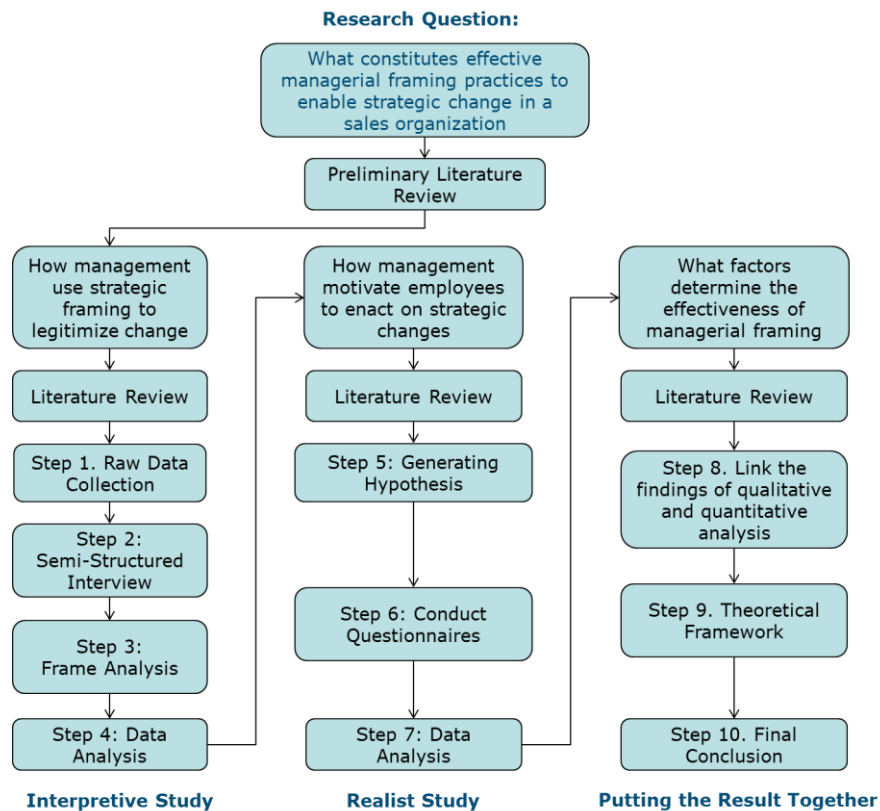 Research Question:
What constitutes effective
managerial framing practices to
enable strategic change in a
sales organization
Preliminary Literature
Review
How management
use strategic
framing to
legitimize change
Literature Review
Step 1. Raw Data
Collection
Step 2:
Semi-Structured
Interview
Step 3:
Frame Analysis
Step 4: Data
Analysis
Interpretive Study
How management
motivate employees
to enact on strategic
changes
Literature Review
Step 5: Generating
Hypothesis
Step 6: Conduct
Questionnaires
Step 7: Data
Analysis
Realist Study
What factors
determine the
effectiveness of
managerial framing
Literature Review
Step 8. Link the
findings of qualitative
and quantitative
analysis
Step 9. Theoretical
Framework
Step 10. Final
Conclusion
Putting the Result Together